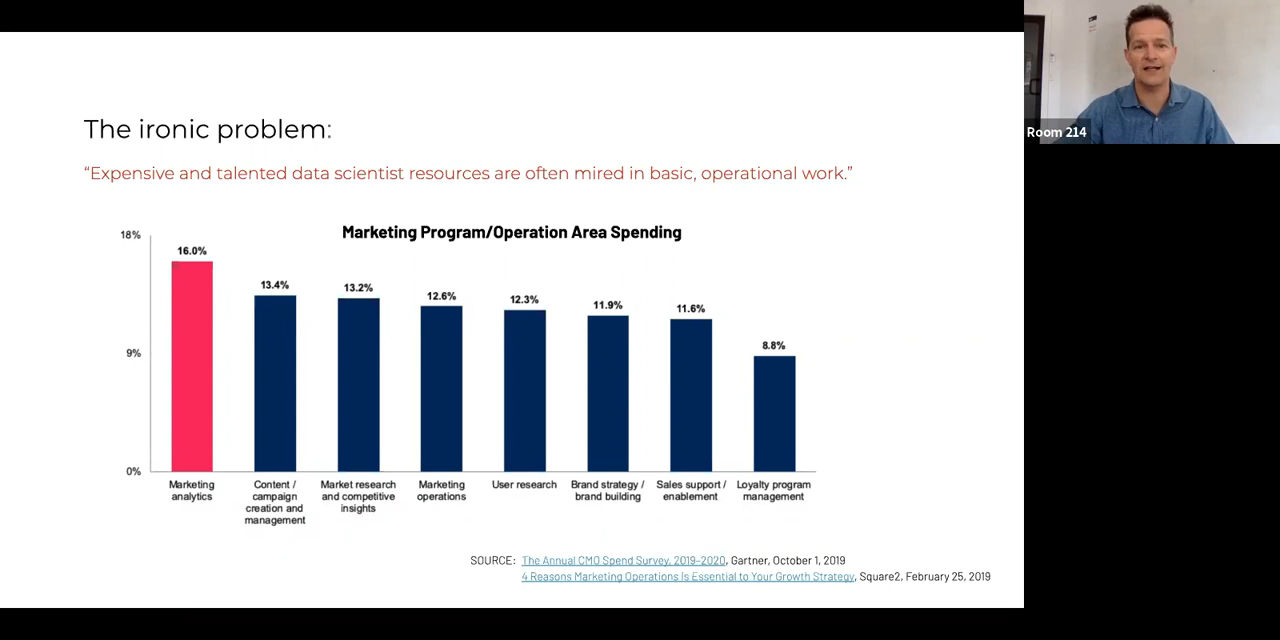 The ironic problem:
“Expensive and talented data scientist resources are often mired in basic, operational work.”
Marketing Program/Operation Area Spending
18%
9%
0%
16.0%
13.4%
13.2%
12.6%
12.3%
11.9%
11.6%
8.8%
Marketing
analytics
Content /
campaign
creation and
management
Market research
and competitive
insights
Marketing
operations
User research
Brand strategy /
brand building
Sales support /
enablement
Loyalty program
management
SOURCE: The Annual CMO Spend Survey, 2019–2020, Gartner, October 1, 2019
4 Reasons Marketing Operations Is Essential to Your Growth Strategy, Square2, February 25, 2019
Room 214